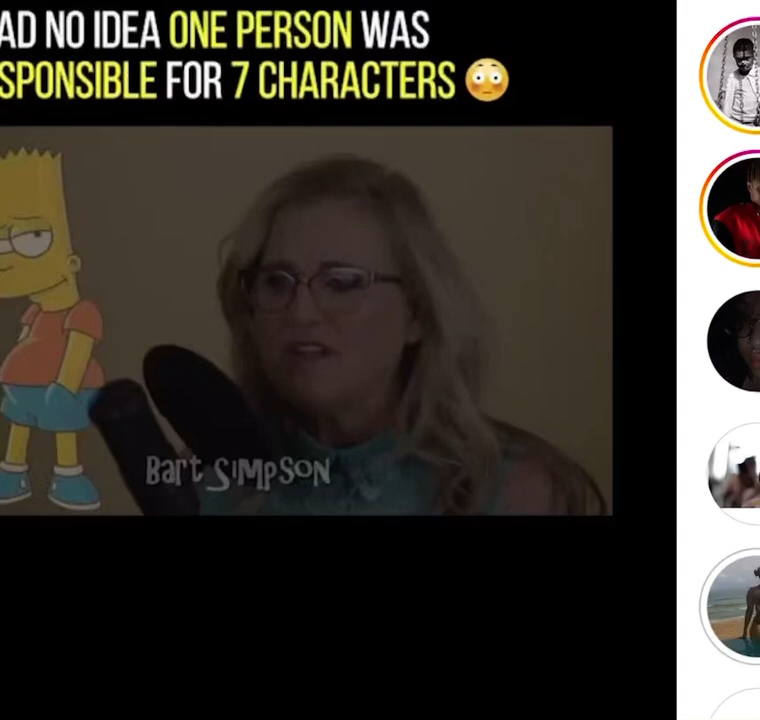 AD NO IDEA ONE PERSON WAS
SPONSIBLE FOR 7 CHARACTERS 😳
Bart SIMPSON